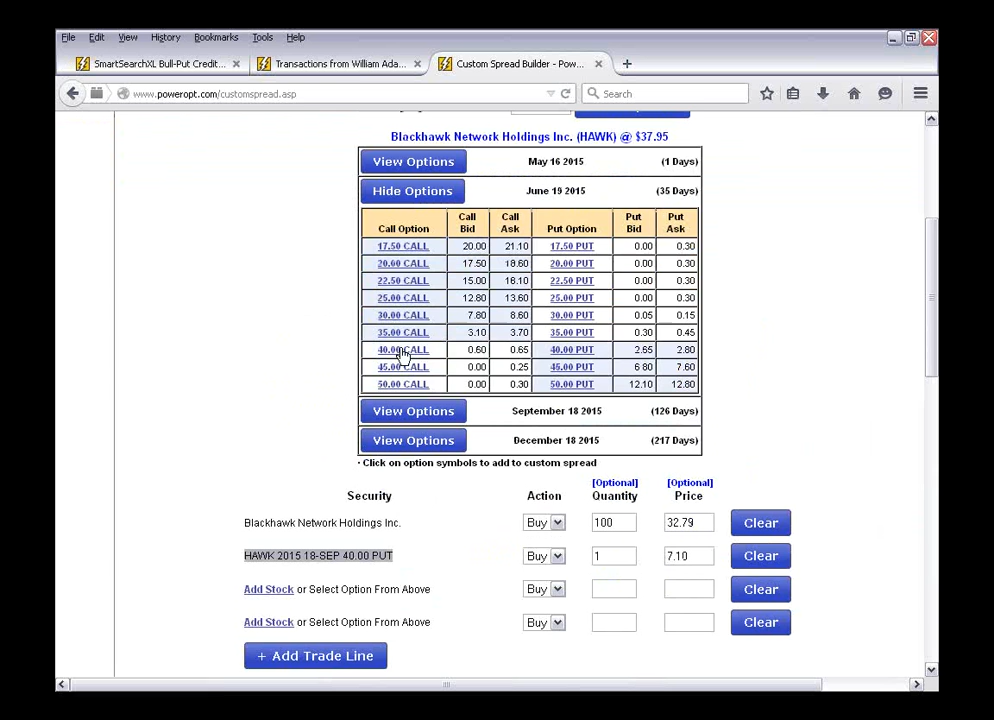 File Edit View History Bookmarks Tools Help
SmartSearchXL Bull-Put Credit... × Transactions from William Ada... × Custom Spread Builder - Pow... × +
www.poweropt.com/customspread.asp Search
Blackhawk Network Holdings Inc. (HAWK) @ $37.95
View Options May 16 2015 (1 Days)
Hide Options June 19 2015 (35 Days)
Call Option Call Bid Call Ask Put Option Put Bid Put Ask
17.50 CALL 20.00 21.10 17.50 PUT 0.00 0.30
20.00 CALL 17.50 18.60 20.00 PUT 0.00 0.30
22.50 CALL 15.00 16.10 22.50 PUT 0.00 0.30
25.00 CALL 12.80 13.60 25.00 PUT 0.00 0.30
30.00 CALL 7.80 8.60 30.00 PUT 0.05 0.15
35.00 CALL 3.10 3.70 35.00 PUT 0.30 0.45
40.00 CALL 0.60 0.65 40.00 PUT 2.65 2.80
45.00 CALL 0.00 0.25 45.00 PUT 6.80 7.60
50.00 CALL 0.00 0.30 50.00 PUT 12.10 12.80
View Options September 18 2015 (126 Days)
View Options December 18 2015 (217 Days)
· Click on option symbols to add to custom spread
[Optional] [Optional]
Security Action Quantity Price
Blackhawk Network Holdings Inc. Buy 100 32.79 Clear
HAWK 2015 18-SEP 40.00 PUT Buy 1 7.10 Clear
Add Stock or Select Option From Above Buy Clear
Add Stock or Select Option From Above Buy Clear
+ Add Trade Line